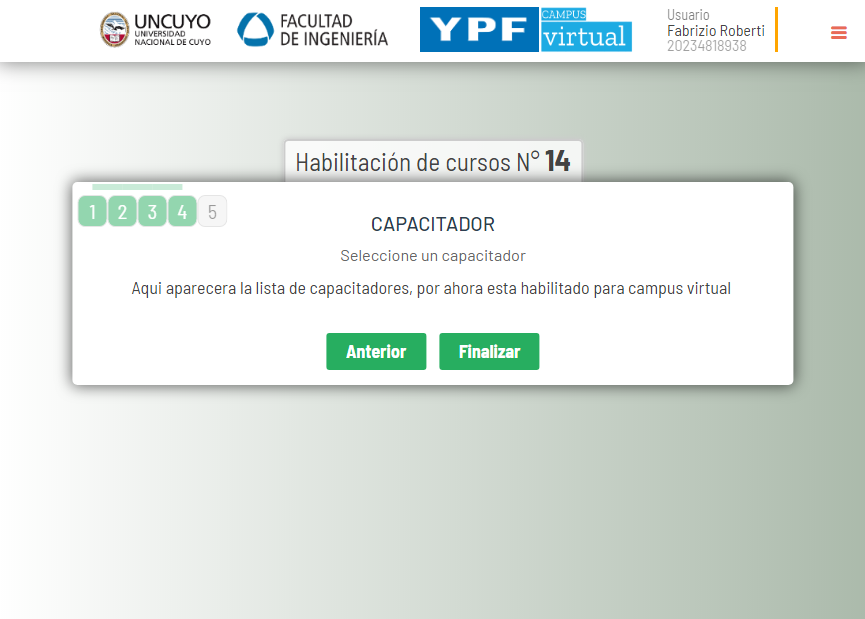 UNCUYO
UNIVERSIDAD
NACIONAL DE CUYO
FACULTAD
DE INGENIERÍA
YPF
CAMPUS
virtual
Usuario
Fabrizio Roberti
20234818938
Habilitación de cursos N° 14
1 2 3 4 5
CAPACITADOR
Seleccione un capacitador
Aqui aparecera la lista de capacitadores, por ahora esta habilitado para campus virtual
Anterior Finalizar